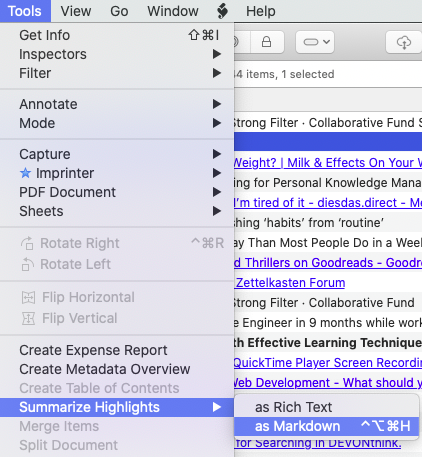 Tools View Go Window Help
Get Info ⇧⌘I
Inspectors
Filter
44 items, 1 selected
Annotate
Mode
Strong Filter · Collaborative Fund S
Capture
Weight? | Milk & Effects On Your W
Imprinter
ing for Personal Knowledge Mana
PDF Document
I'm tired of it - diesdas.direct - Me
Sheets
shing ‘habits’ from ‘routine’
Rotate Right ^⌘R
ay Than Most People Do in a Week
Rotate Left
d Thrillers on Goodreads - Goodre
Zettelkasten Forum
Flip Horizontal
Strong Filter · Collaborative Fund
Flip Vertical
e Engineer in 9 months while work
th Effective Learning Technique
Create Expense Report
QuickTime Player Screen Recordin
Create Metadata Overview
Web Development - What should y
Create Table of Contents
Summarize Highlights
as Rich Text
Merge Items
as Markdown ^⌥⌘H
Split Document
for Searching in DEVONthink.